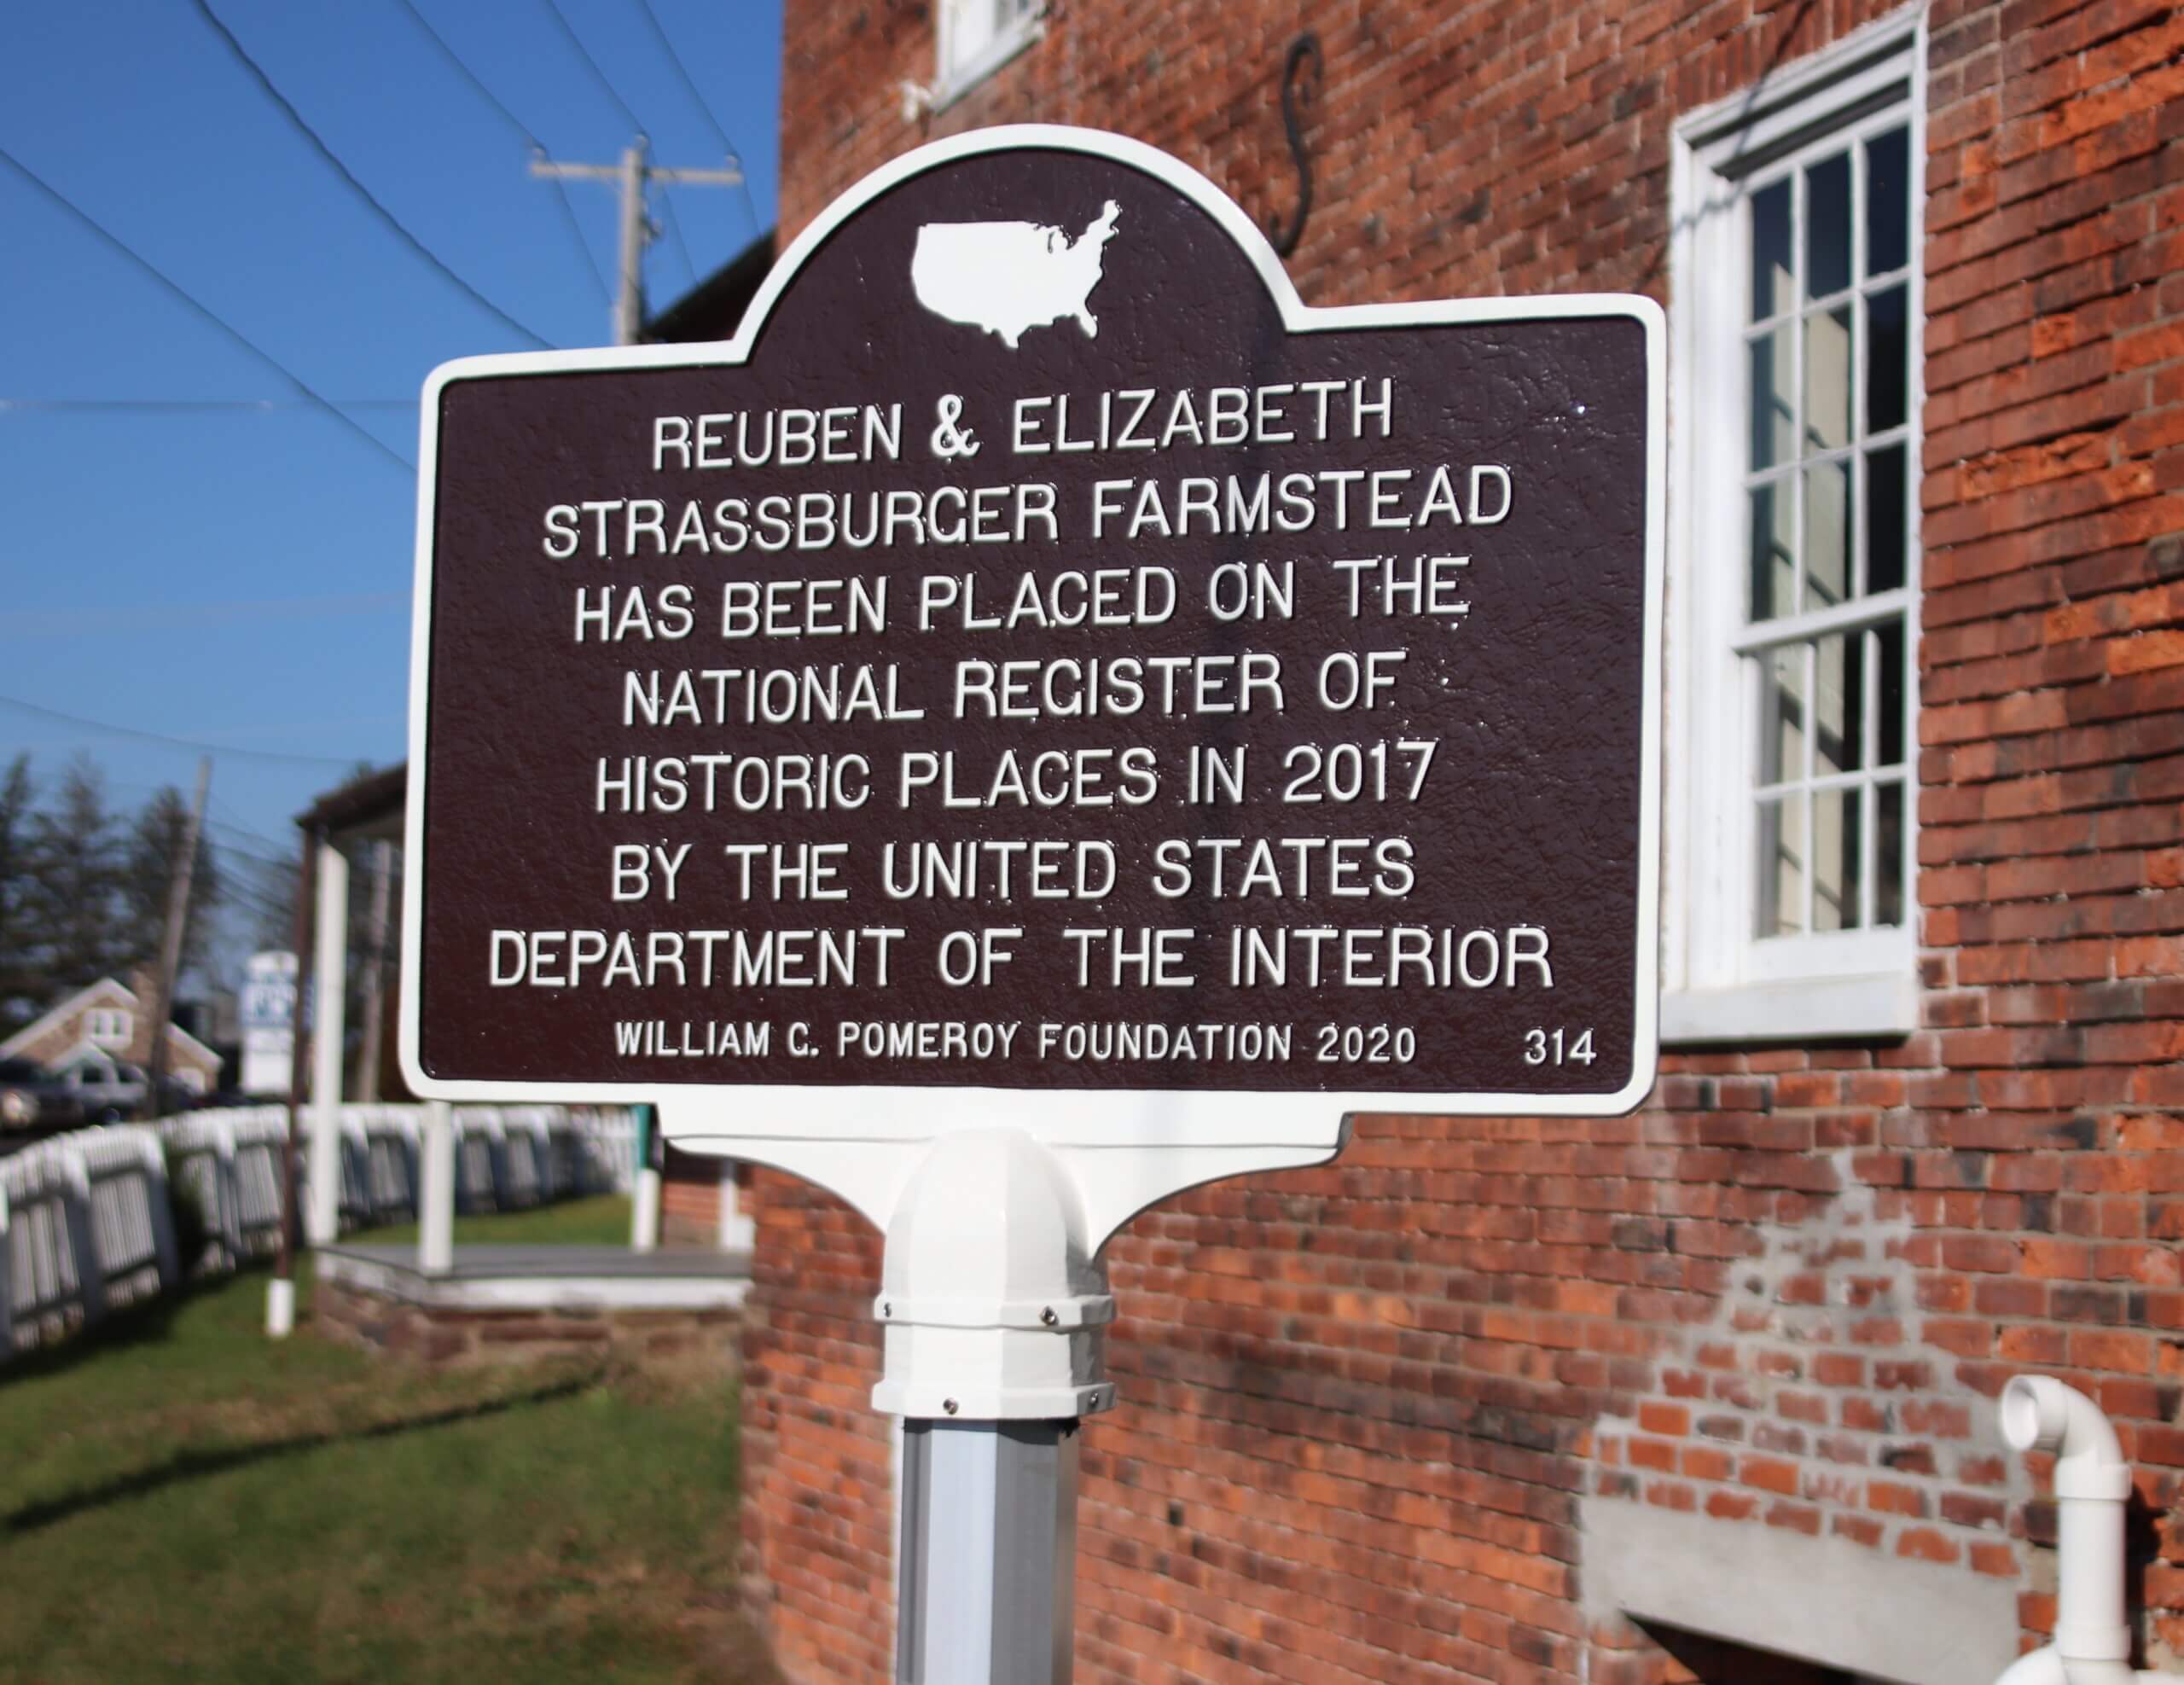 REUBEN & ELIZABETH
STRASSBURGER FARMSTEAD
HAS BEEN PLACED ON THE
NATIONAL REGISTER OF
HISTORIC PLACES IN 2017
BY THE UNITED STATES
DEPARTMENT OF THE INTERIOR
WILLIAM G. POMEROY FOUNDATION 2020 314